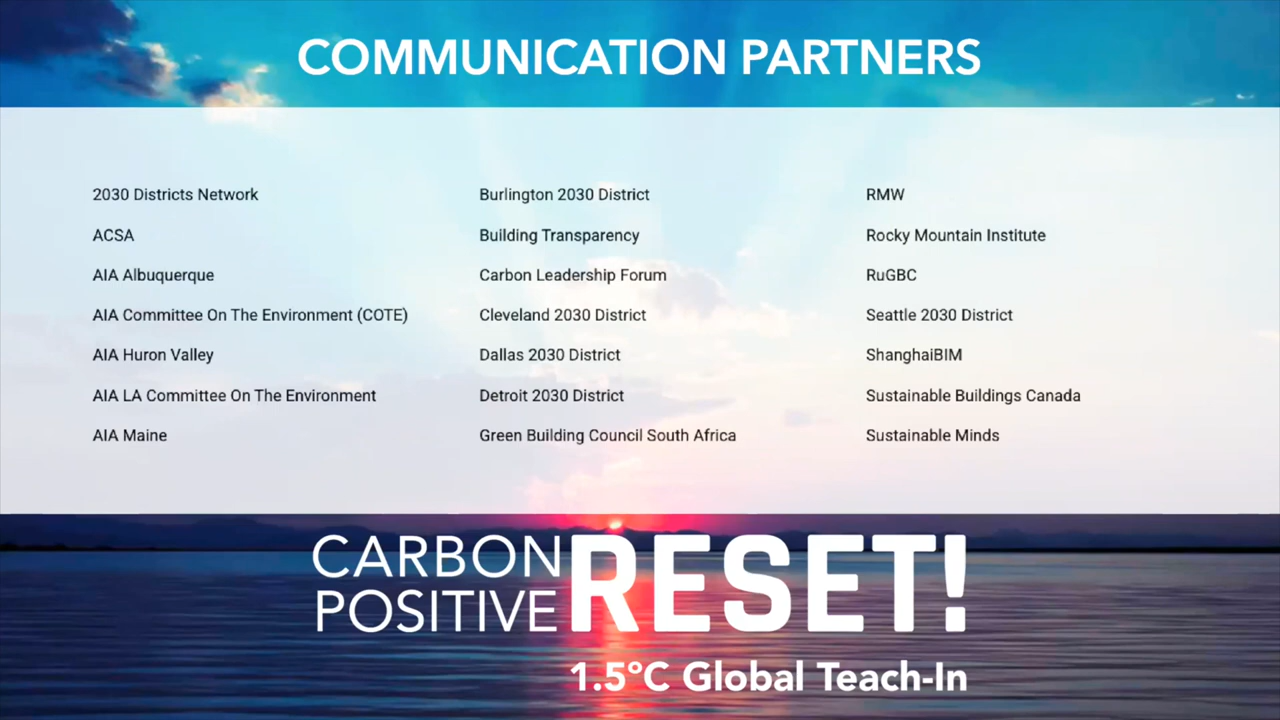 COMMUNICATION PARTNERS
2030 Districts Network
ACSA
AIA Albuquerque
AIA Committee On The Environment (COTE)
AIA Huron Valley
AIA LA Committee On The Environment
AIA Maine
Burlington 2030 District
Building Transparency
Carbon Leadership Forum
Cleveland 2030 District
Dallas 2030 District
Detroit 2030 District
Green Building Council South Africa
RMW
Rocky Mountain Institute
RuGBC
Seattle 2030 District
ShanghaiBIM
Sustainable Buildings Canada
Sustainable Minds
CARBON
POSITIVE
RESET!
1.5°C Global Teach-In